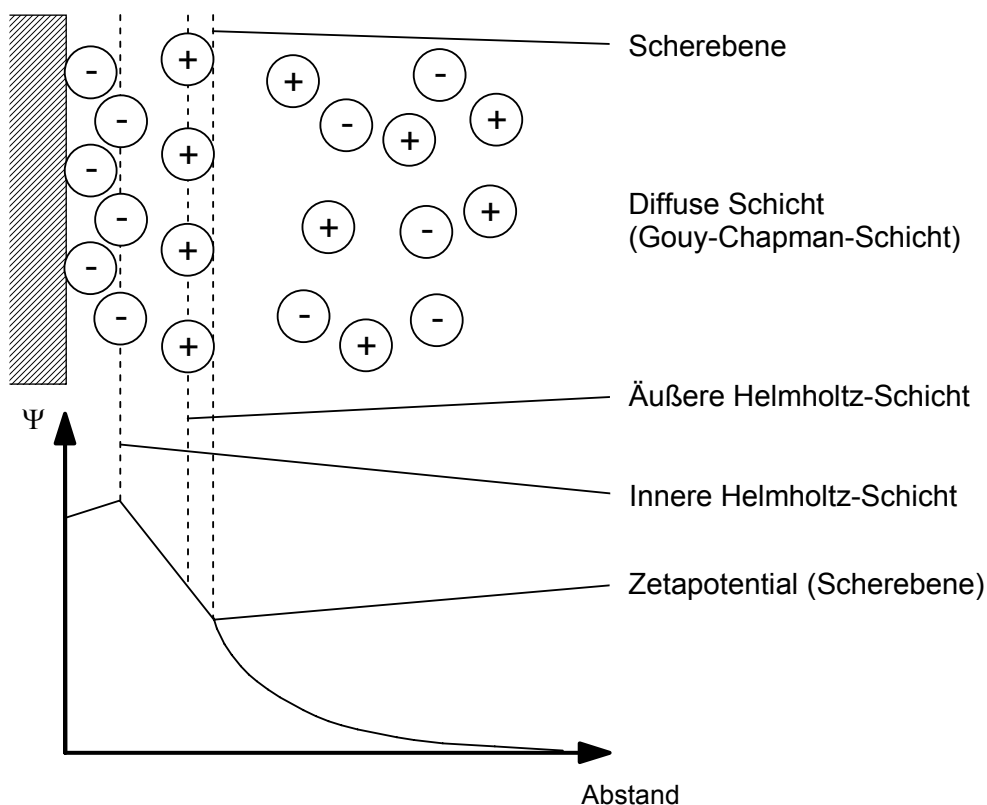 Scherebene
Diffuse Schicht
(Gouy-Chapman-Schicht)
Äußere Helmholtz-Schicht
Ψ
Innere Helmholtz-Schicht
Zetapotential (Scherebene)
Abstand